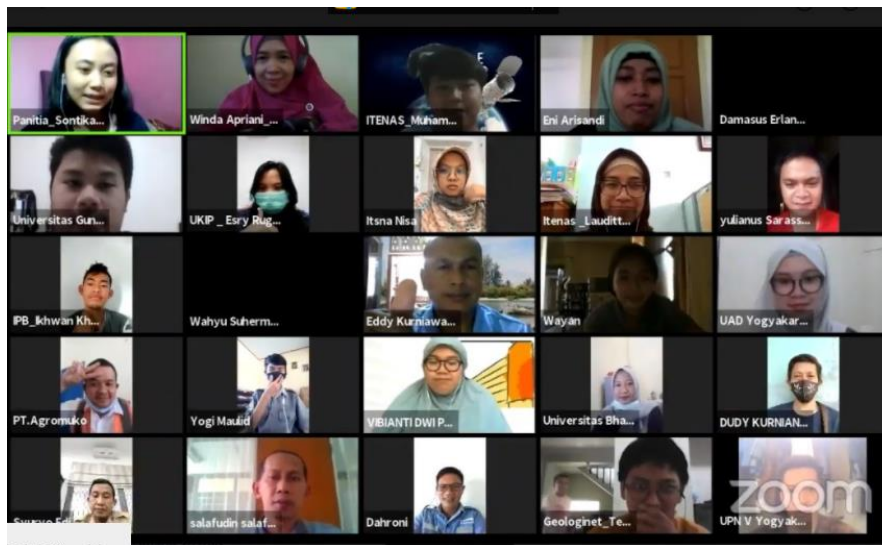 Panitia_Sontika...
Winda Apriani_...
ITENAS_Muham...
Eni Arisandi
Damasus Erlan...
Universitas Gun...
UKIP _ Esry Rug...
Itsna Nisa
Itenas _Lauditt...
yulianus Sarass...
IPB_Ikhwan Kh...
Wahyu Suherm...
Eddy Kurniawa...
Wayan
UAD Yogyakar...
PT.Agromuko
Yogi Maulid
VIBIANTI DWI P...
Universitas Bha...
DUDY KURNIAN...
salafudin salaf...
Dahroni
Geologinet_Te...
UPN V Yogyak...
zoom